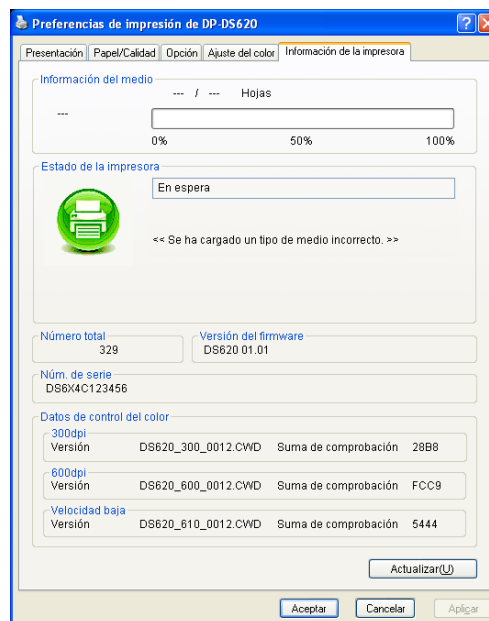 Preferencias de impresión de DP-DS620
Presentación Papel/Calidad Opción Ajuste del color Información de la impresora
Información del medio
--- / --- Hojas
---
0% 50% 100%
Estado de la impresora
En espera
<< Se ha cargado un tipo de medio incorrecto. >>
Número total
329
Versión del firmware
DS620 01.01
Núm. de serie
DS6X4C123456
Datos de control del color
300dpi
Versión DS620_300_0012.CWD Suma de comprobación 28B8
600dpi
Versión DS620_600_0012.CWD Suma de comprobación FCC9
Velocidad baja
Versión DS620_610_0012.CWD Suma de comprobación 5444
Actualizar(U)
Aceptar Cancelar Aplicar